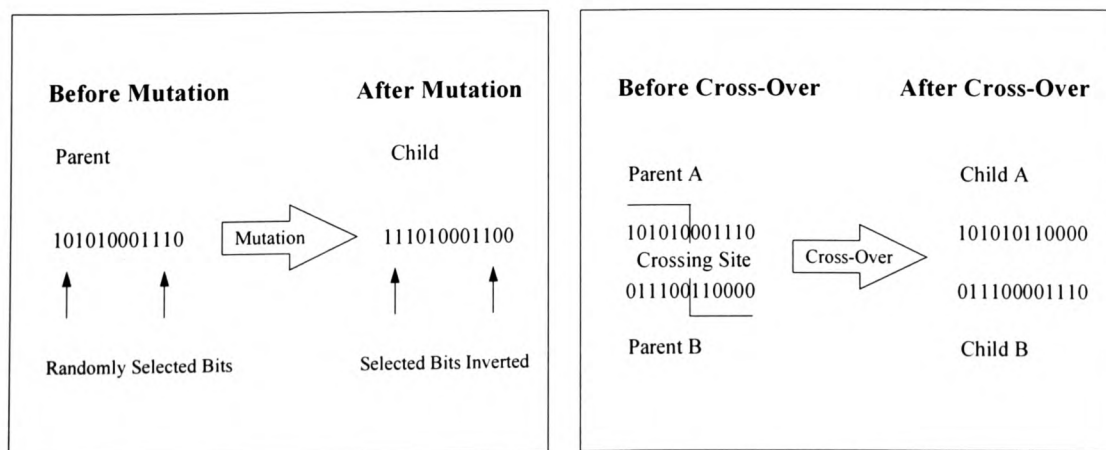 Before Mutation
After Mutation
Parent
Child
101010001110
Mutation
111010001100
Randomly Selected Bits
Selected Bits Inverted
Before Cross-Over
After Cross-Over
Parent A
Child A
101010001110
101010110000
Crossing Site
Cross-Over
011100110000
011100001110
Parent B
Child B